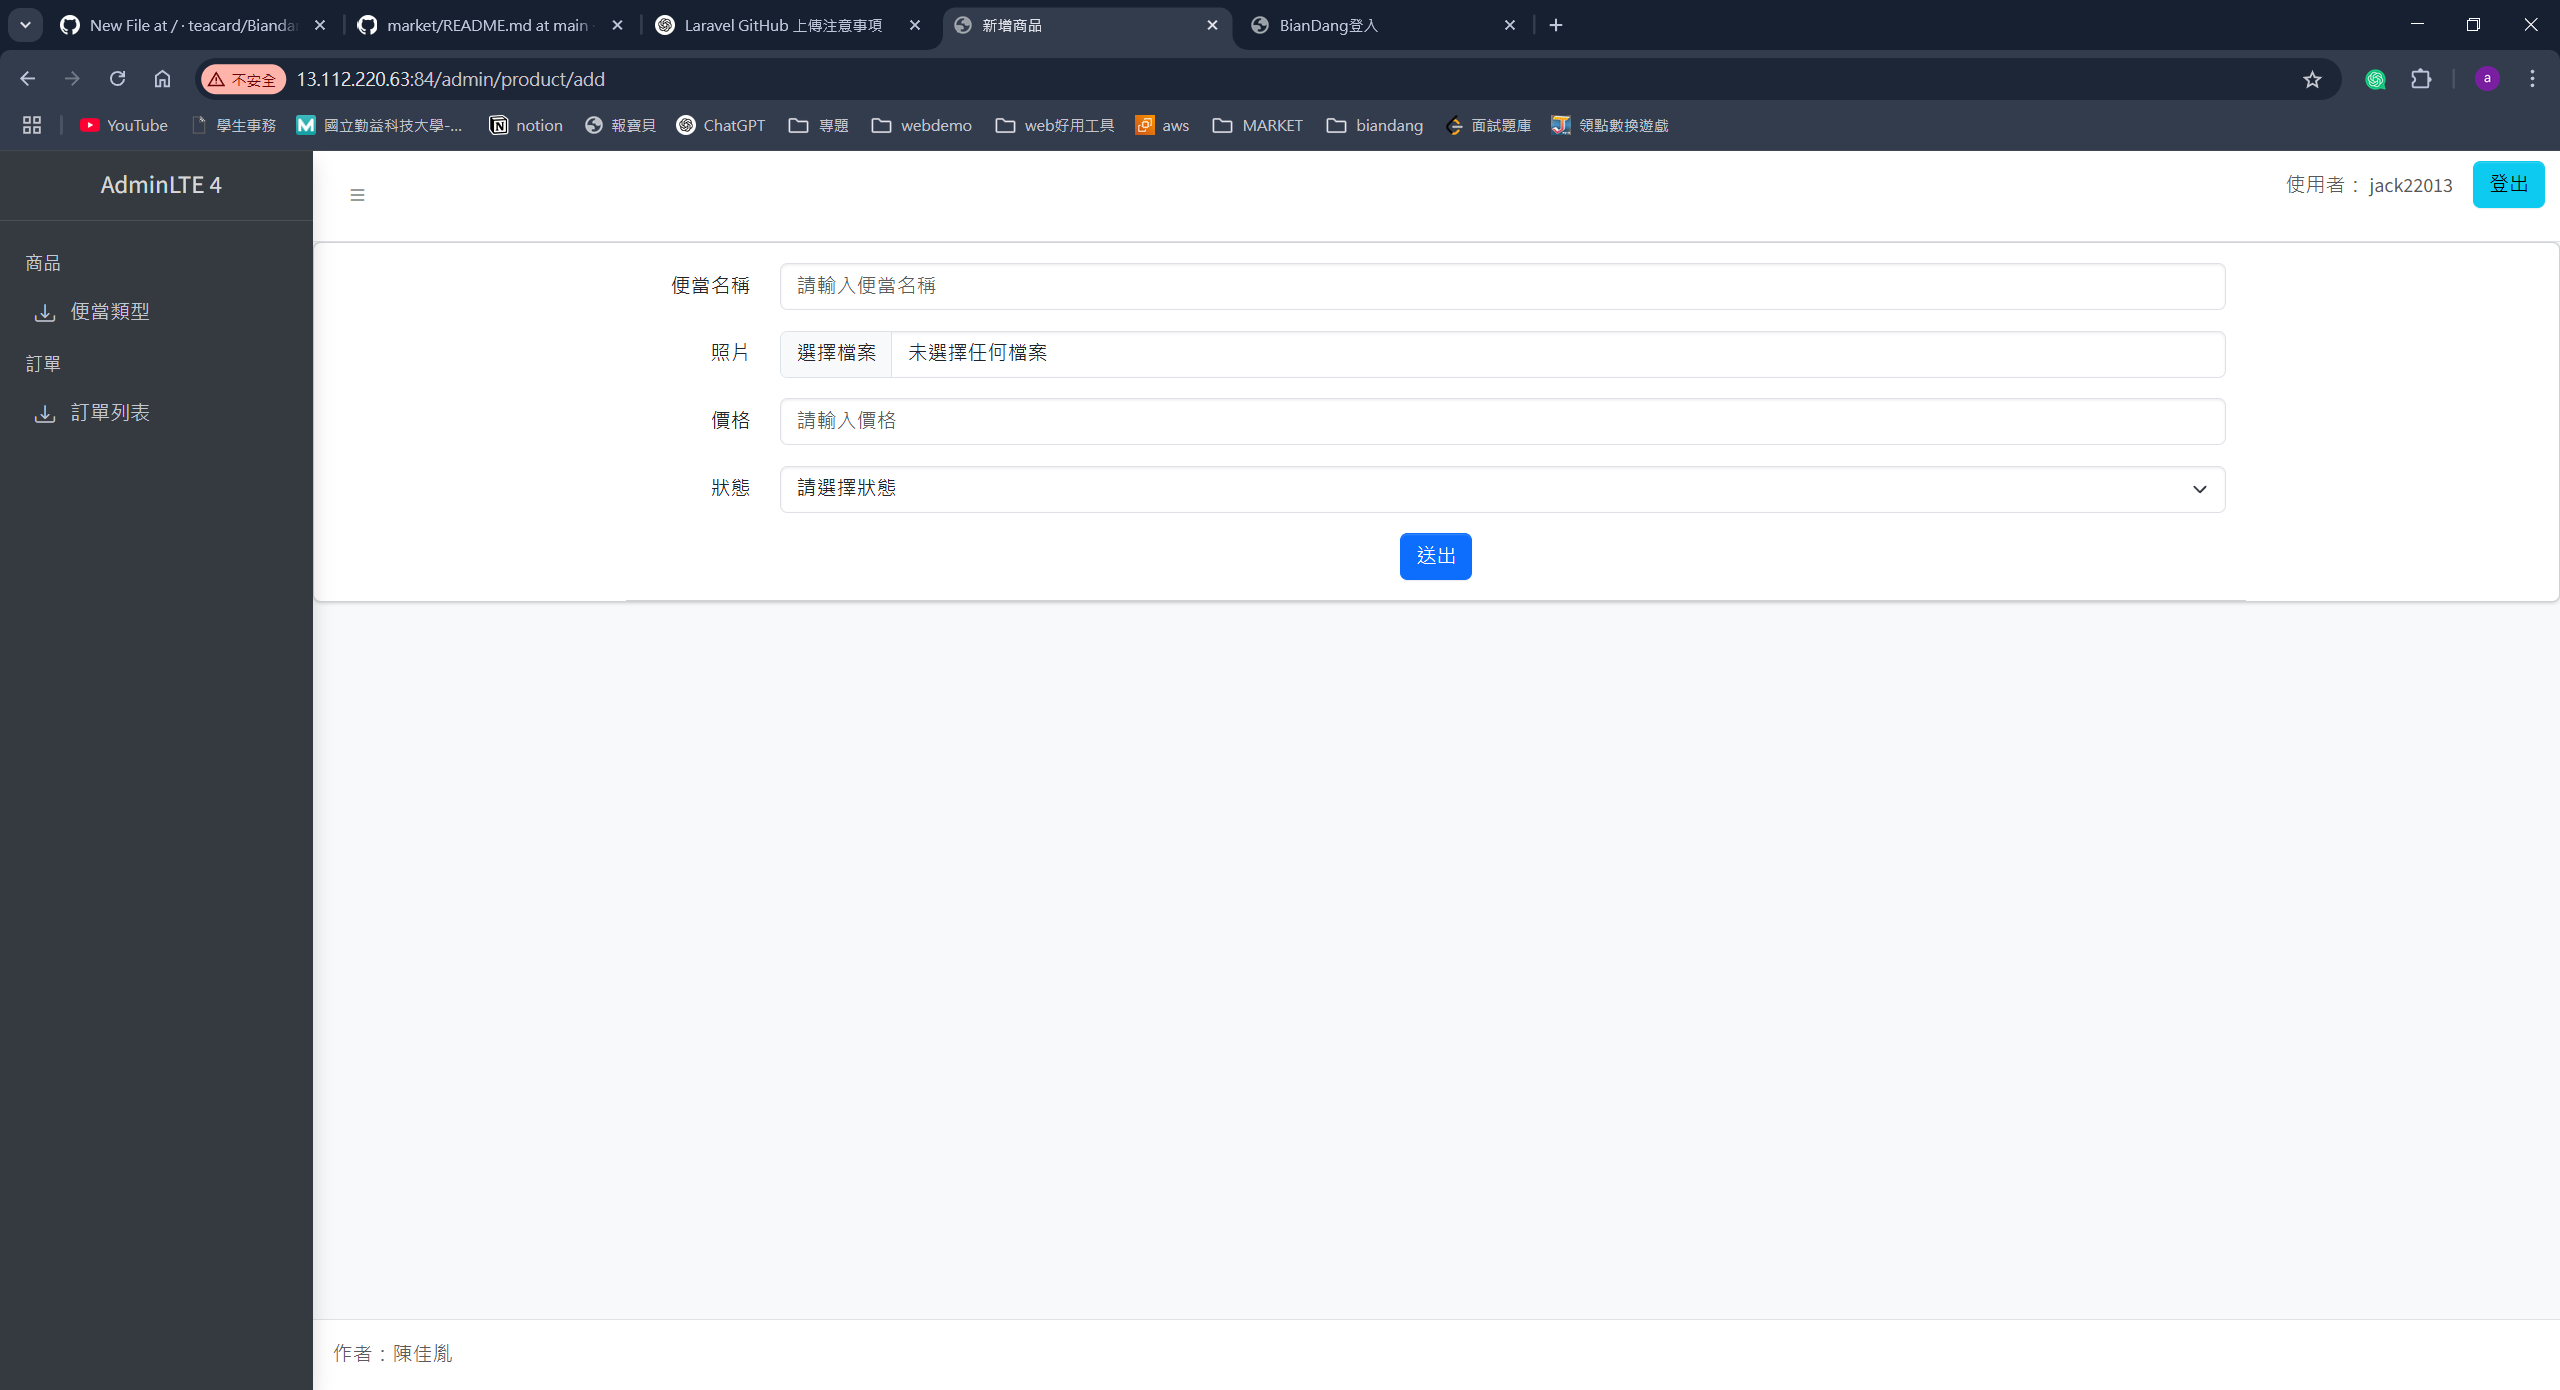 New File at / · teacard/Bianda
market/README.md at main
Laravel GitHub 上傳注意事項
新增商品
BianDang登入
不安全
13.112.220.63:84/admin/product/add
a
YouTube
學生事務
國立勤益科技大學-...
notion
報寶貝
ChatGPT
專題
webdemo
web好用工具
aws
MARKET
biandang
面試題庫
領點數換遊戲
AdminLTE 4
使用者： jack22013
登出
商品
便當類型
訂單
訂單列表
便當名稱
請輸入便當名稱
照片
選擇檔案
未選擇任何檔案
價格
請輸入價格
狀態
請選擇狀態
送出
作者：陳佳胤